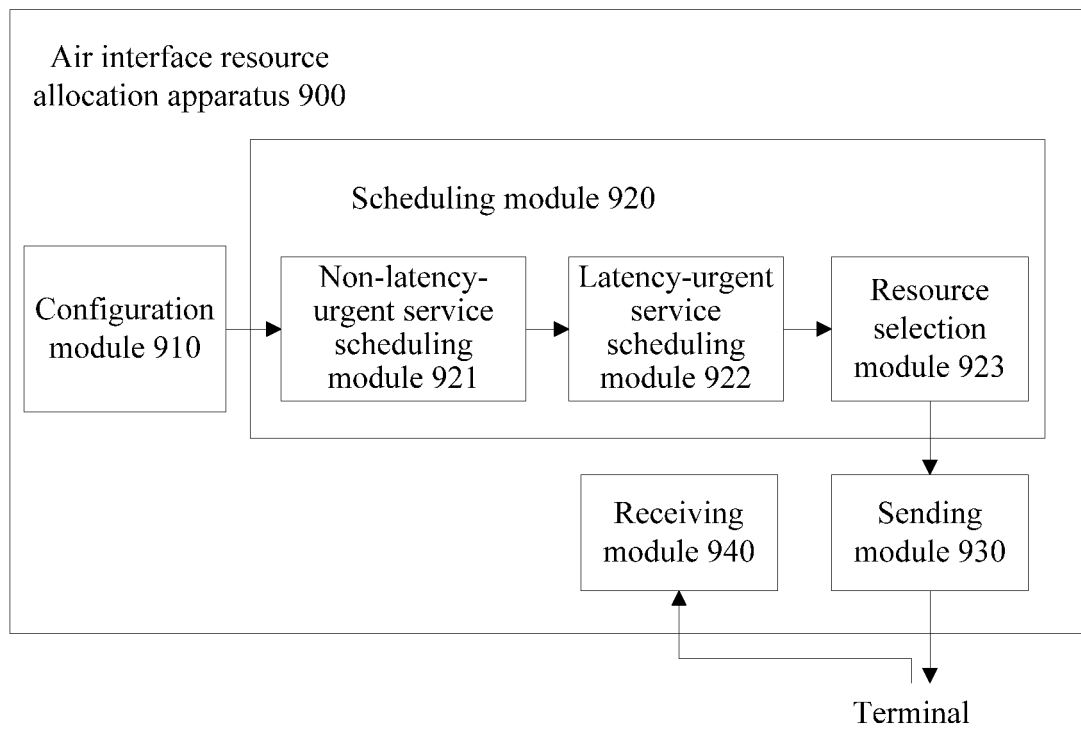 Air interface resource
allocation apparatus 900
Scheduling module 920
Configuration
module 910
Non-latency-
urgent service
scheduling
module 921
Latency-urgent
service
scheduling
module 922
Resource
selection
module 923
Receiving
module 940
Sending
module 930
Terminal